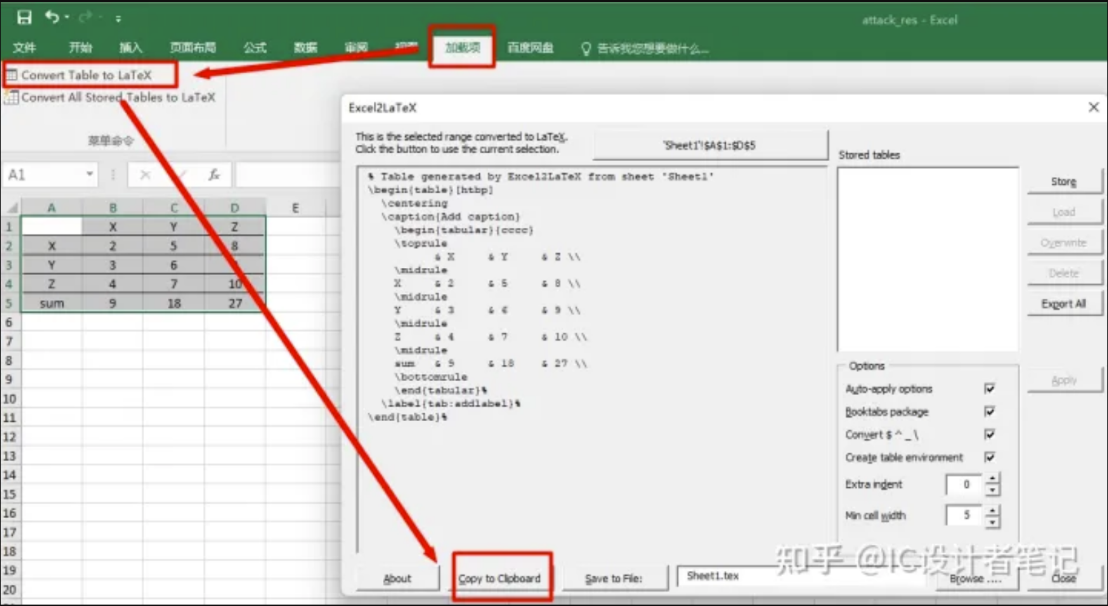 attack_res - Excel
文件 开始 插入 页面布局 公式 数据 审阅 视图 加载项 百度网盘 告诉我您想要做什么...
Convert Table to LaTeX
Convert All Stored Tables to LaTeX
菜单命令
A1
fx
A B C D E
1 X Y Z
2 X 2 5 8
3 Y 3 6
4 Z 4 7 10
5 sum 9 18 27
6
7
8
9
10
11
12
13
14
15
16
17
18
19
20
Excel2LaTeX
This is the selected range converted to LaTeX.
Click the button to use the current selection.
'Sheet1'!$A$1:$D$5
% Table generated by Excel2LaTeX from sheet 'Sheet1'
\begin{table}[htbp]
\centering
\caption{Add caption}
\begin{tabular}{cccc}
\toprule
& X & Y & Z \\
\midrule
X & 2 & 5 & 8 \\
\midrule
Y & 3 & 6 & 9 \\
\midrule
Z & 4 & 7 & 10 \\
\midrule
sum & 9 & 18 & 27 \\
\bottomrule
\end{tabular}%
\label{tab:addlabel}%
\end{table}%
Stored tables
Store
Load
Overwrite
Delete
Export All
Apply
Options
Auto-apply options
Booktabs package
Convert $ ^ _ \
Create table environment
Extra indent 0
Min cell width 5
About Copy to Clipboard Save to File: Sheet1.tex Browse .... Close
知乎 @IC设计者笔记